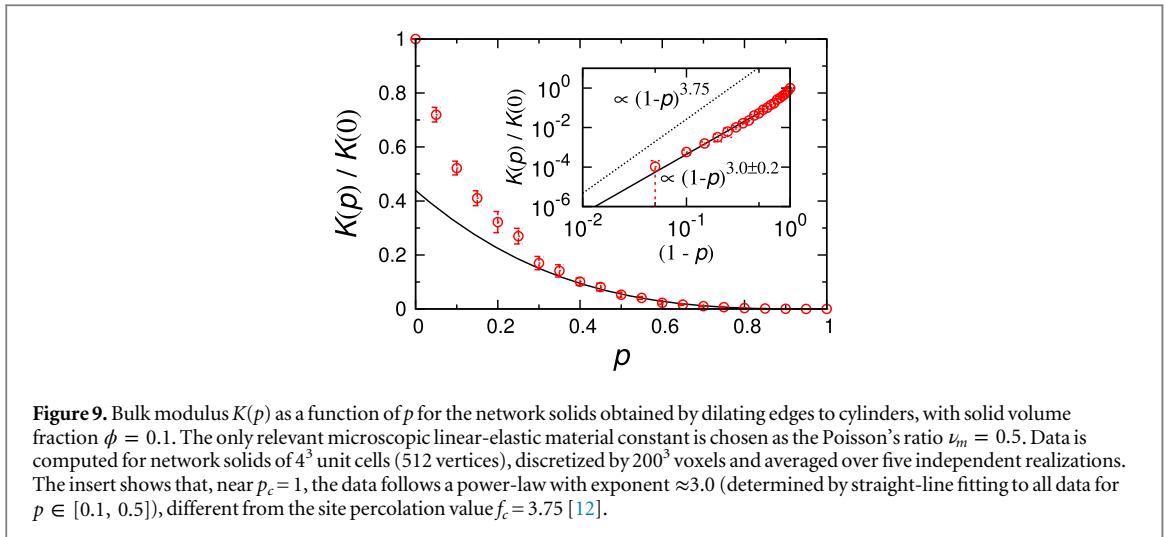 1
0.8
0.6
0.4
0.2
0
K(p) / K(0)
0 0.2 0.4 0.6 0.8 1
p
10^0
10^-2
10^-4
10^-6
K(p) / K(0)
∝ (1-p)^3.75
∝ (1-p)^3.0±0.2
10^-2 10^-1 10^0
(1 - p)
Figure 9. Bulk modulus K(p) as a function of p for the network solids obtained by dilating edges to cylinders, with solid volume
fraction ϕ = 0.1. The only relevant microscopic linear-elastic material constant is chosen as the Poisson's ratio ν_m = 0.5. Data is
computed for network solids of 4^3 unit cells (512 vertices), discretized by 200^3 voxels and averaged over five independent realizations.
The insert shows that, near p_c = 1, the data follows a power-law with exponent ≈3.0 (determined by straight-line fitting to all data for
p ∈ [0.1, 0.5]), different from the site percolation value f_c = 3.75 [12].